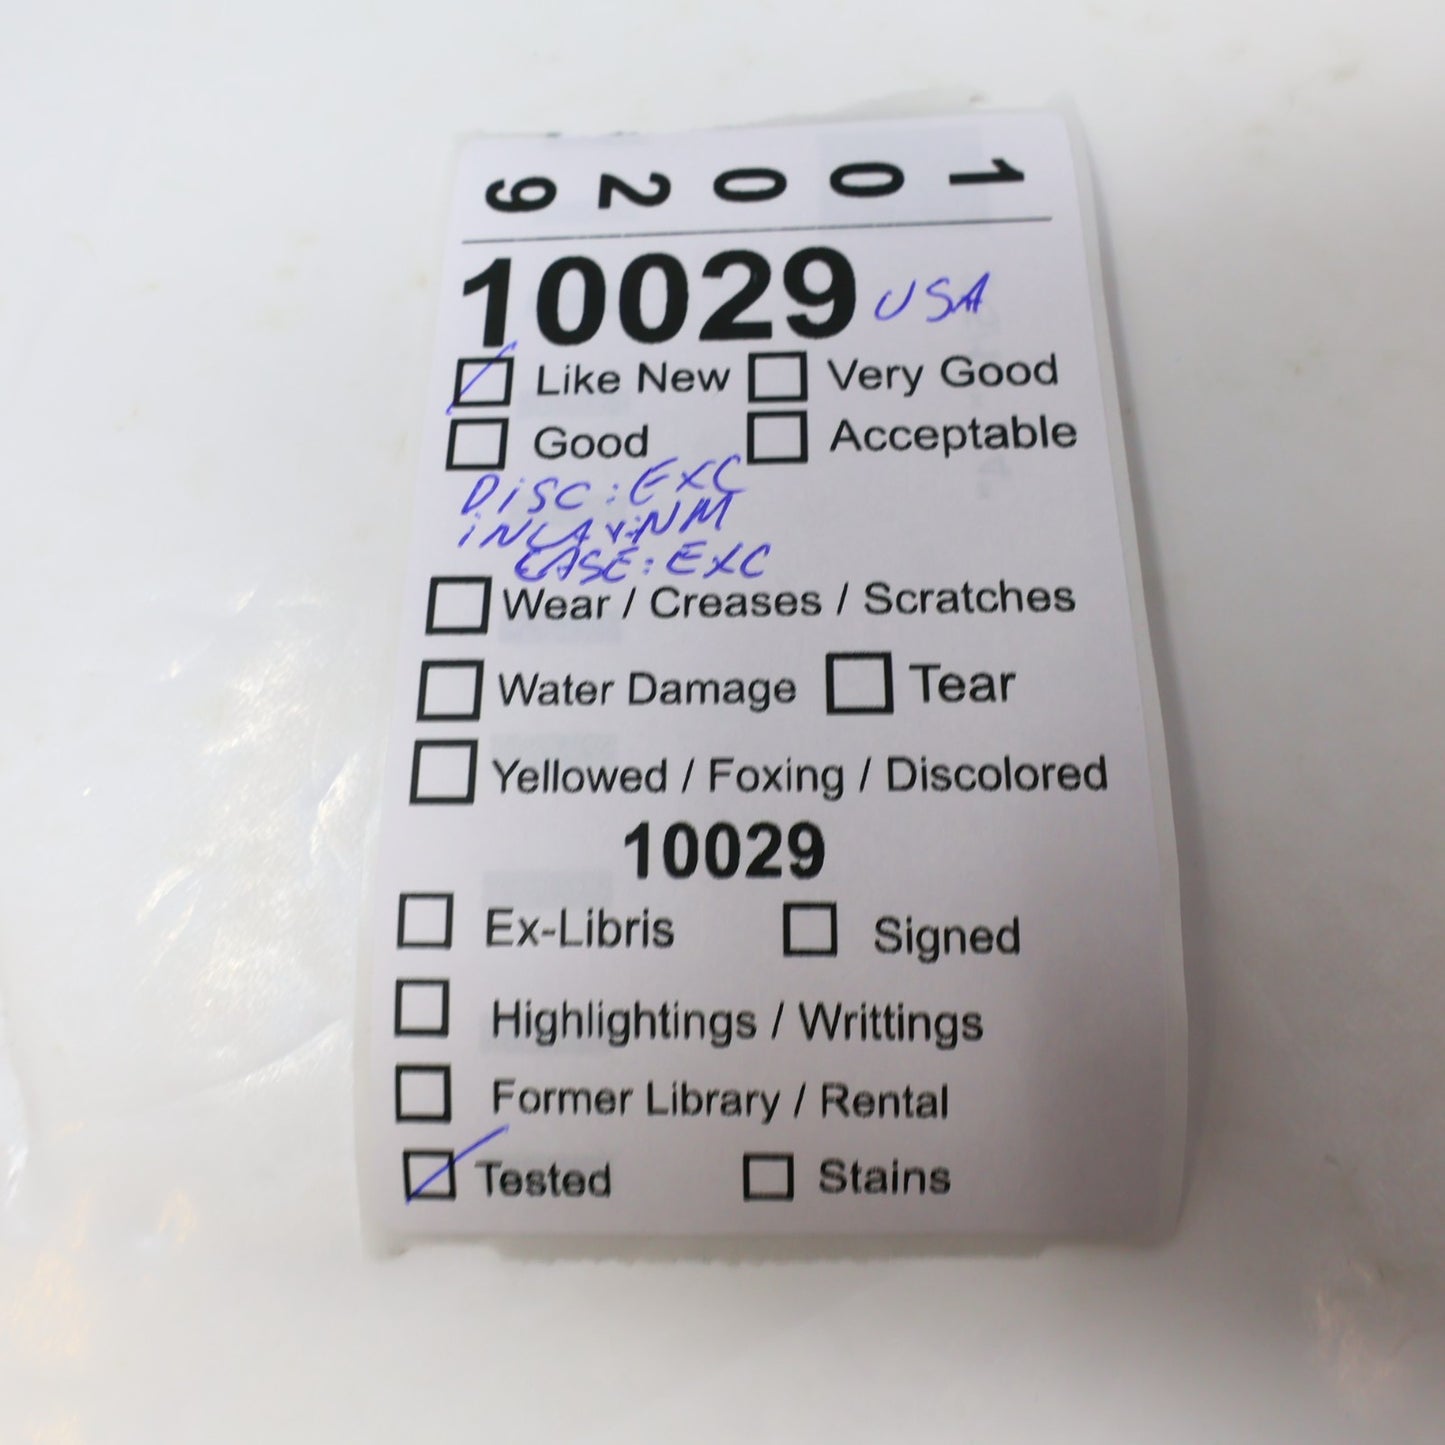 10029
10029 USA
Like New Very Good
Good Acceptable
DiSC: EXC
iNLAY: NM
CASE: EXC
Wear / Creases / Scratches
Water Damage Tear
Yellowed / Foxing / Discolored
10029
Ex-Libris Signed
Highlightings / Writtings
Former Library / Rental
Tested Stains